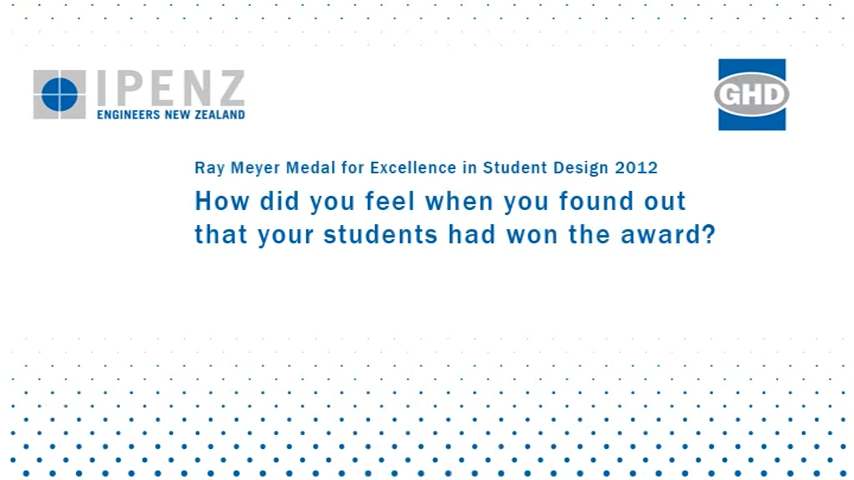 IPENZ
ENGINEERS NEW ZEALAND
GHD
Ray Meyer Medal for Excellence in Student Design 2012
How did you feel when you found out
that your students had won the award?